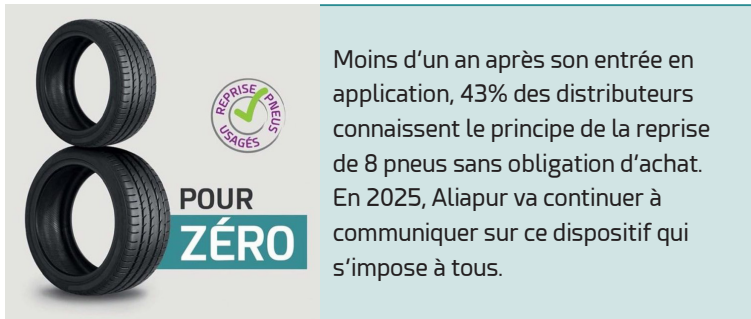 REPRISE PNEUS
USAGÉS
POUR
ZÉRO
Moins d’un an après son entrée en
application, 43% des distributeurs
connaissent le principe de la reprise
de 8 pneus sans obligation d’achat.
En 2025, Aliapur va continuer à
communiquer sur ce dispositif qui
s’impose à tous.